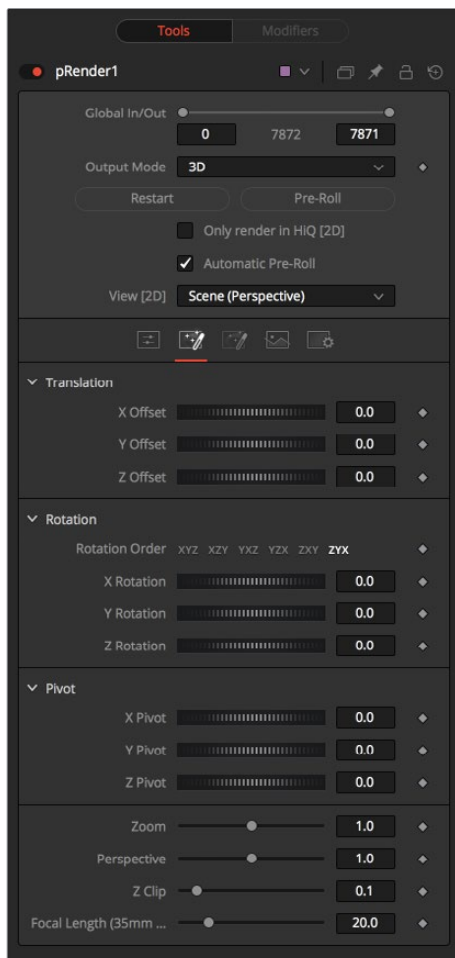 Tools Modifiers
pRender1
Global In/Out
0 7872 7871
Output Mode 3D
Restart Pre-Roll
Only render in HiQ [2D]
Automatic Pre-Roll
View [2D] Scene (Perspective)
Translation
X Offset 0.0
Y Offset 0.0
Z Offset 0.0
Rotation
Rotation Order XYZ XZY YXZ YZX ZXY ZYX
X Rotation 0.0
Y Rotation 0.0
Z Rotation 0.0
Pivot
X Pivot 0.0
Y Pivot 0.0
Z Pivot 0.0
Zoom 1.0
Perspective 1.0
Z Clip 0.1
Focal Length (35mm ... 20.0